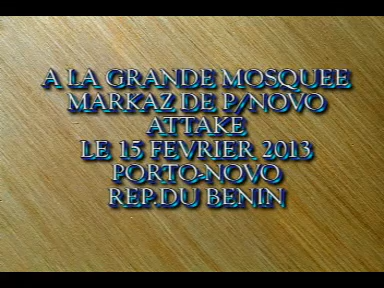 A LA GRANDE MOSQUEE
MARKAZ DE P/NOVO
ATTAKE
LE 15 FEVRIER 2013
PORTO-NOVO
REP.DU BENIN